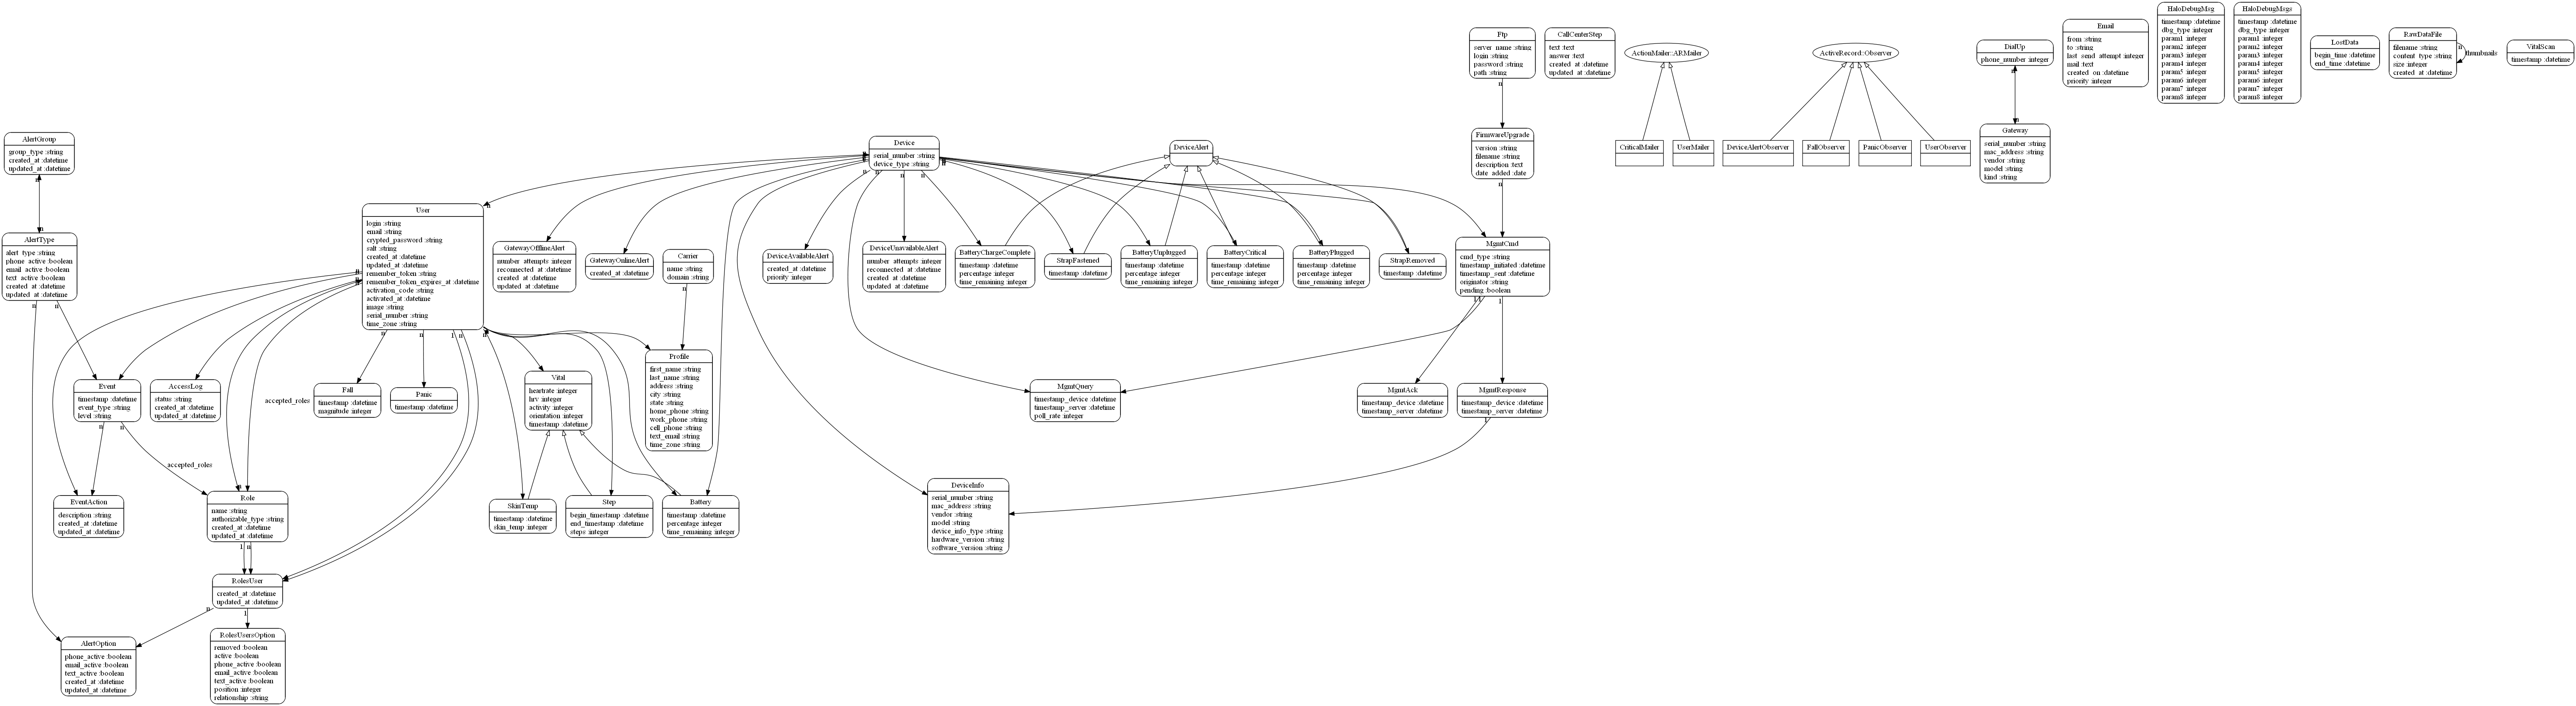 AlertGroup
group_type :string
created_at :datetime
updated_at :datetime
n
n
AlertType
alert_type :string
phone_active :boolean
email_active :boolean
text_active :boolean
created_at :datetime
updated_at :datetime
n
n
User
login :string
email :string
crypted_password :string
salt :string
created_at :datetime
updated_at :datetime
remember_token :string
remember_token_expires_at :datetime
activation_code :string
activated_at :datetime
image :string
serial_number :string
time_zone :string
n
n
n
1
n
n
Event
timestamp :datetime
event_type :string
level :string
n
n
AccessLog
status :string
created_at :datetime
updated_at :datetime
accepted_roles
accepted_roles
EventAction
description :string
created_at :datetime
updated_at :datetime
Role
name :string
authorizable_type :string
created_at :datetime
updated_at :datetime
1
n
RolesUser
created_at :datetime
updated_at :datetime
n
1
AlertOption
phone_active :boolean
email_active :boolean
text_active :boolean
created_at :datetime
updated_at :datetime
RolesUsersOption
removed :boolean
active :boolean
phone_active :boolean
email_active :boolean
text_active :boolean
position :integer
relationship :string
Fall
timestamp :datetime
magnitude :integer
Panic
timestamp :datetime
Vital
heartrate :integer
hrv :integer
activity :integer
orientation :integer
timestamp :datetime
SkinTemp
timestamp :datetime
skin_temp :integer
Step
begin_timestamp :datetime
end_timestamp :datetime
steps :integer
Battery
timestamp :datetime
percentage :integer
time_remaining :integer
GatewayOfflineAlert
number_attempts :integer
reconnected_at :datetime
created_at :datetime
updated_at :datetime
GatewayOnlineAlert
created_at :datetime
Carrier
name :string
domain :string
n
Profile
first_name :string
last_name :string
address :string
city :string
state :string
home_phone :string
work_phone :string
cell_phone :string
text_email :string
time_zone :string
Device
serial_number :string
device_type :string
n
n
n
n
DeviceAvailableAlert
created_at :datetime
priority :integer
DeviceUnavailableAlert
number_attempts :integer
reconnected_at :datetime
created_at :datetime
updated_at :datetime
DeviceAlert
BatteryChargeComplete
timestamp :datetime
percentage :integer
time_remaining :integer
StrapFastened
timestamp :datetime
BatteryUnplugged
timestamp :datetime
percentage :integer
time_remaining :integer
BatteryCritical
timestamp :datetime
percentage :integer
time_remaining :integer
BatteryPlugged
timestamp :datetime
percentage :integer
time_remaining :integer
StrapRemoved
timestamp :datetime
MgmtQuery
timestamp_device :datetime
timestamp_server :datetime
poll_rate :integer
DeviceInfo
serial_number :string
mac_address :string
vendor :string
model :string
device_info_type :string
hardware_version :string
software_version :string
Ftp
server_name :string
login :string
password :string
path :string
n
FirmwareUpgrade
version :string
filename :string
description :text
date_added :date
n
MgmtCmd
cmd_type :string
timestamp_initiated :datetime
timestamp_sent :datetime
originator :string
pending :boolean
1
1
1
MgmtAck
timestamp_device :datetime
timestamp_server :datetime
MgmtResponse
timestamp_device :datetime
timestamp_server :datetime
1
CallCenterStep
text :text
answer :text
created_at :datetime
updated_at :datetime
ActionMailer::ARMailer
CriticalMailer
UserMailer
ActiveRecord::Observer
DeviceAlertObserver
FallObserver
PanicObserver
UserObserver
DialUp
phone_number :integer
n
n
Gateway
serial_number :string
mac_address :string
vendor :string
model :string
kind :string
Email
from :string
to :string
last_send_attempt :integer
mail :text
created_on :datetime
priority :integer
HaloDebugMsg
timestamp :datetime
dbg_type :integer
param1 :integer
param2 :integer
param3 :integer
param4 :integer
param5 :integer
param6 :integer
param7 :integer
param8 :integer
HaloDebugMsgs
timestamp :datetime
dbg_type :integer
param1 :integer
param2 :integer
param3 :integer
param4 :integer
param5 :integer
param6 :integer
param7 :integer
param8 :integer
LostData
begin_time :datetime
end_time :datetime
RawDataFile
filename :string
content_type :string
size :integer
created_at :datetime
n
thumbnails
VitalScan
timestamp :datetime